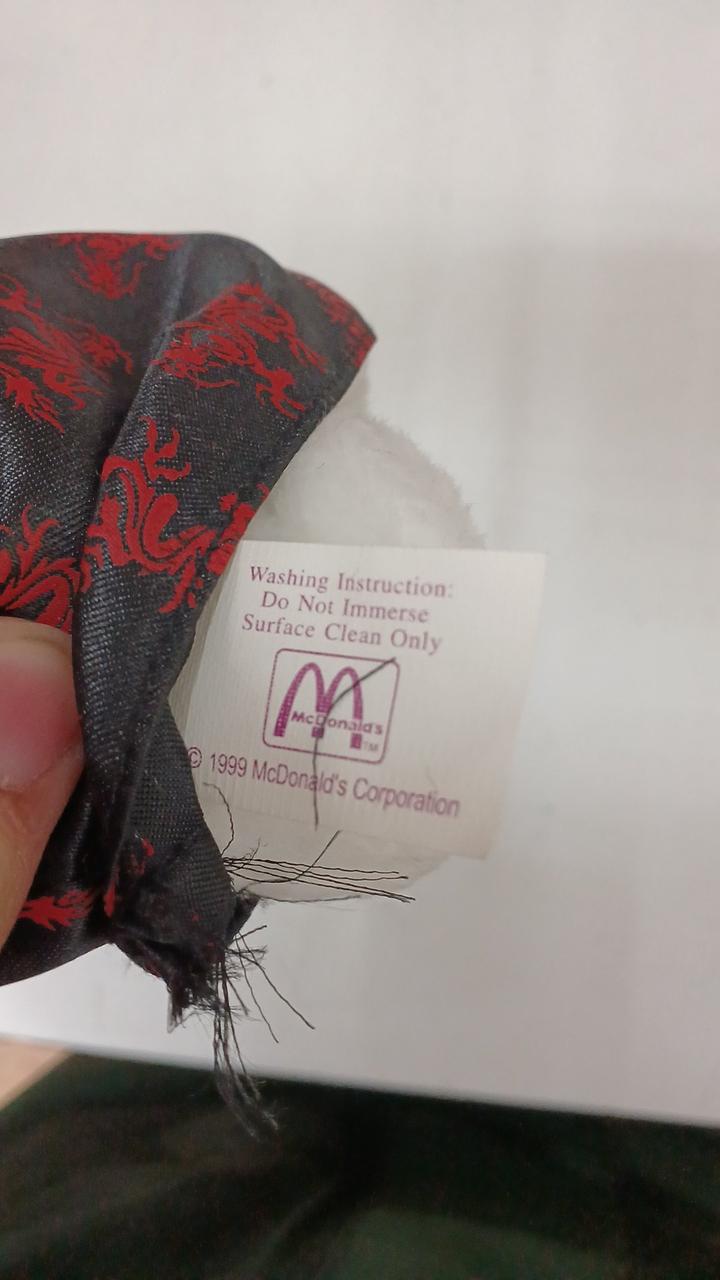 Washing Instruction:
Do Not Immerse
Surface Clean Only
McDonald's
TM
© 1999 McDonald's Corporation